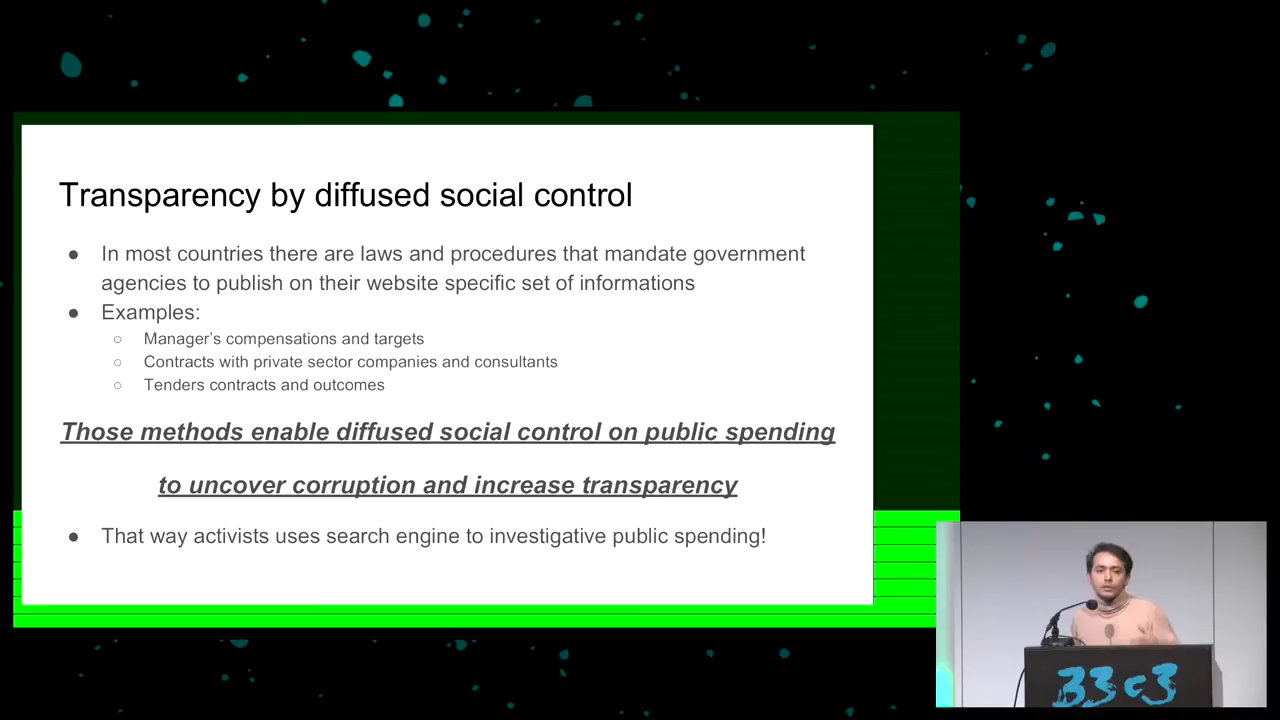 Transparency by diffused social control
● In most countries there are laws and procedures that mandate government
agencies to publish on their website specific set of informations
● Examples:
○ Manager's compensations and targets
○ Contracts with private sector companies and consultants
○ Tenders contracts and outcomes
Those methods enable diffused social control on public spending
to uncover corruption and increase transparency
● That way activists uses search engine to investigative public spending!
33c3